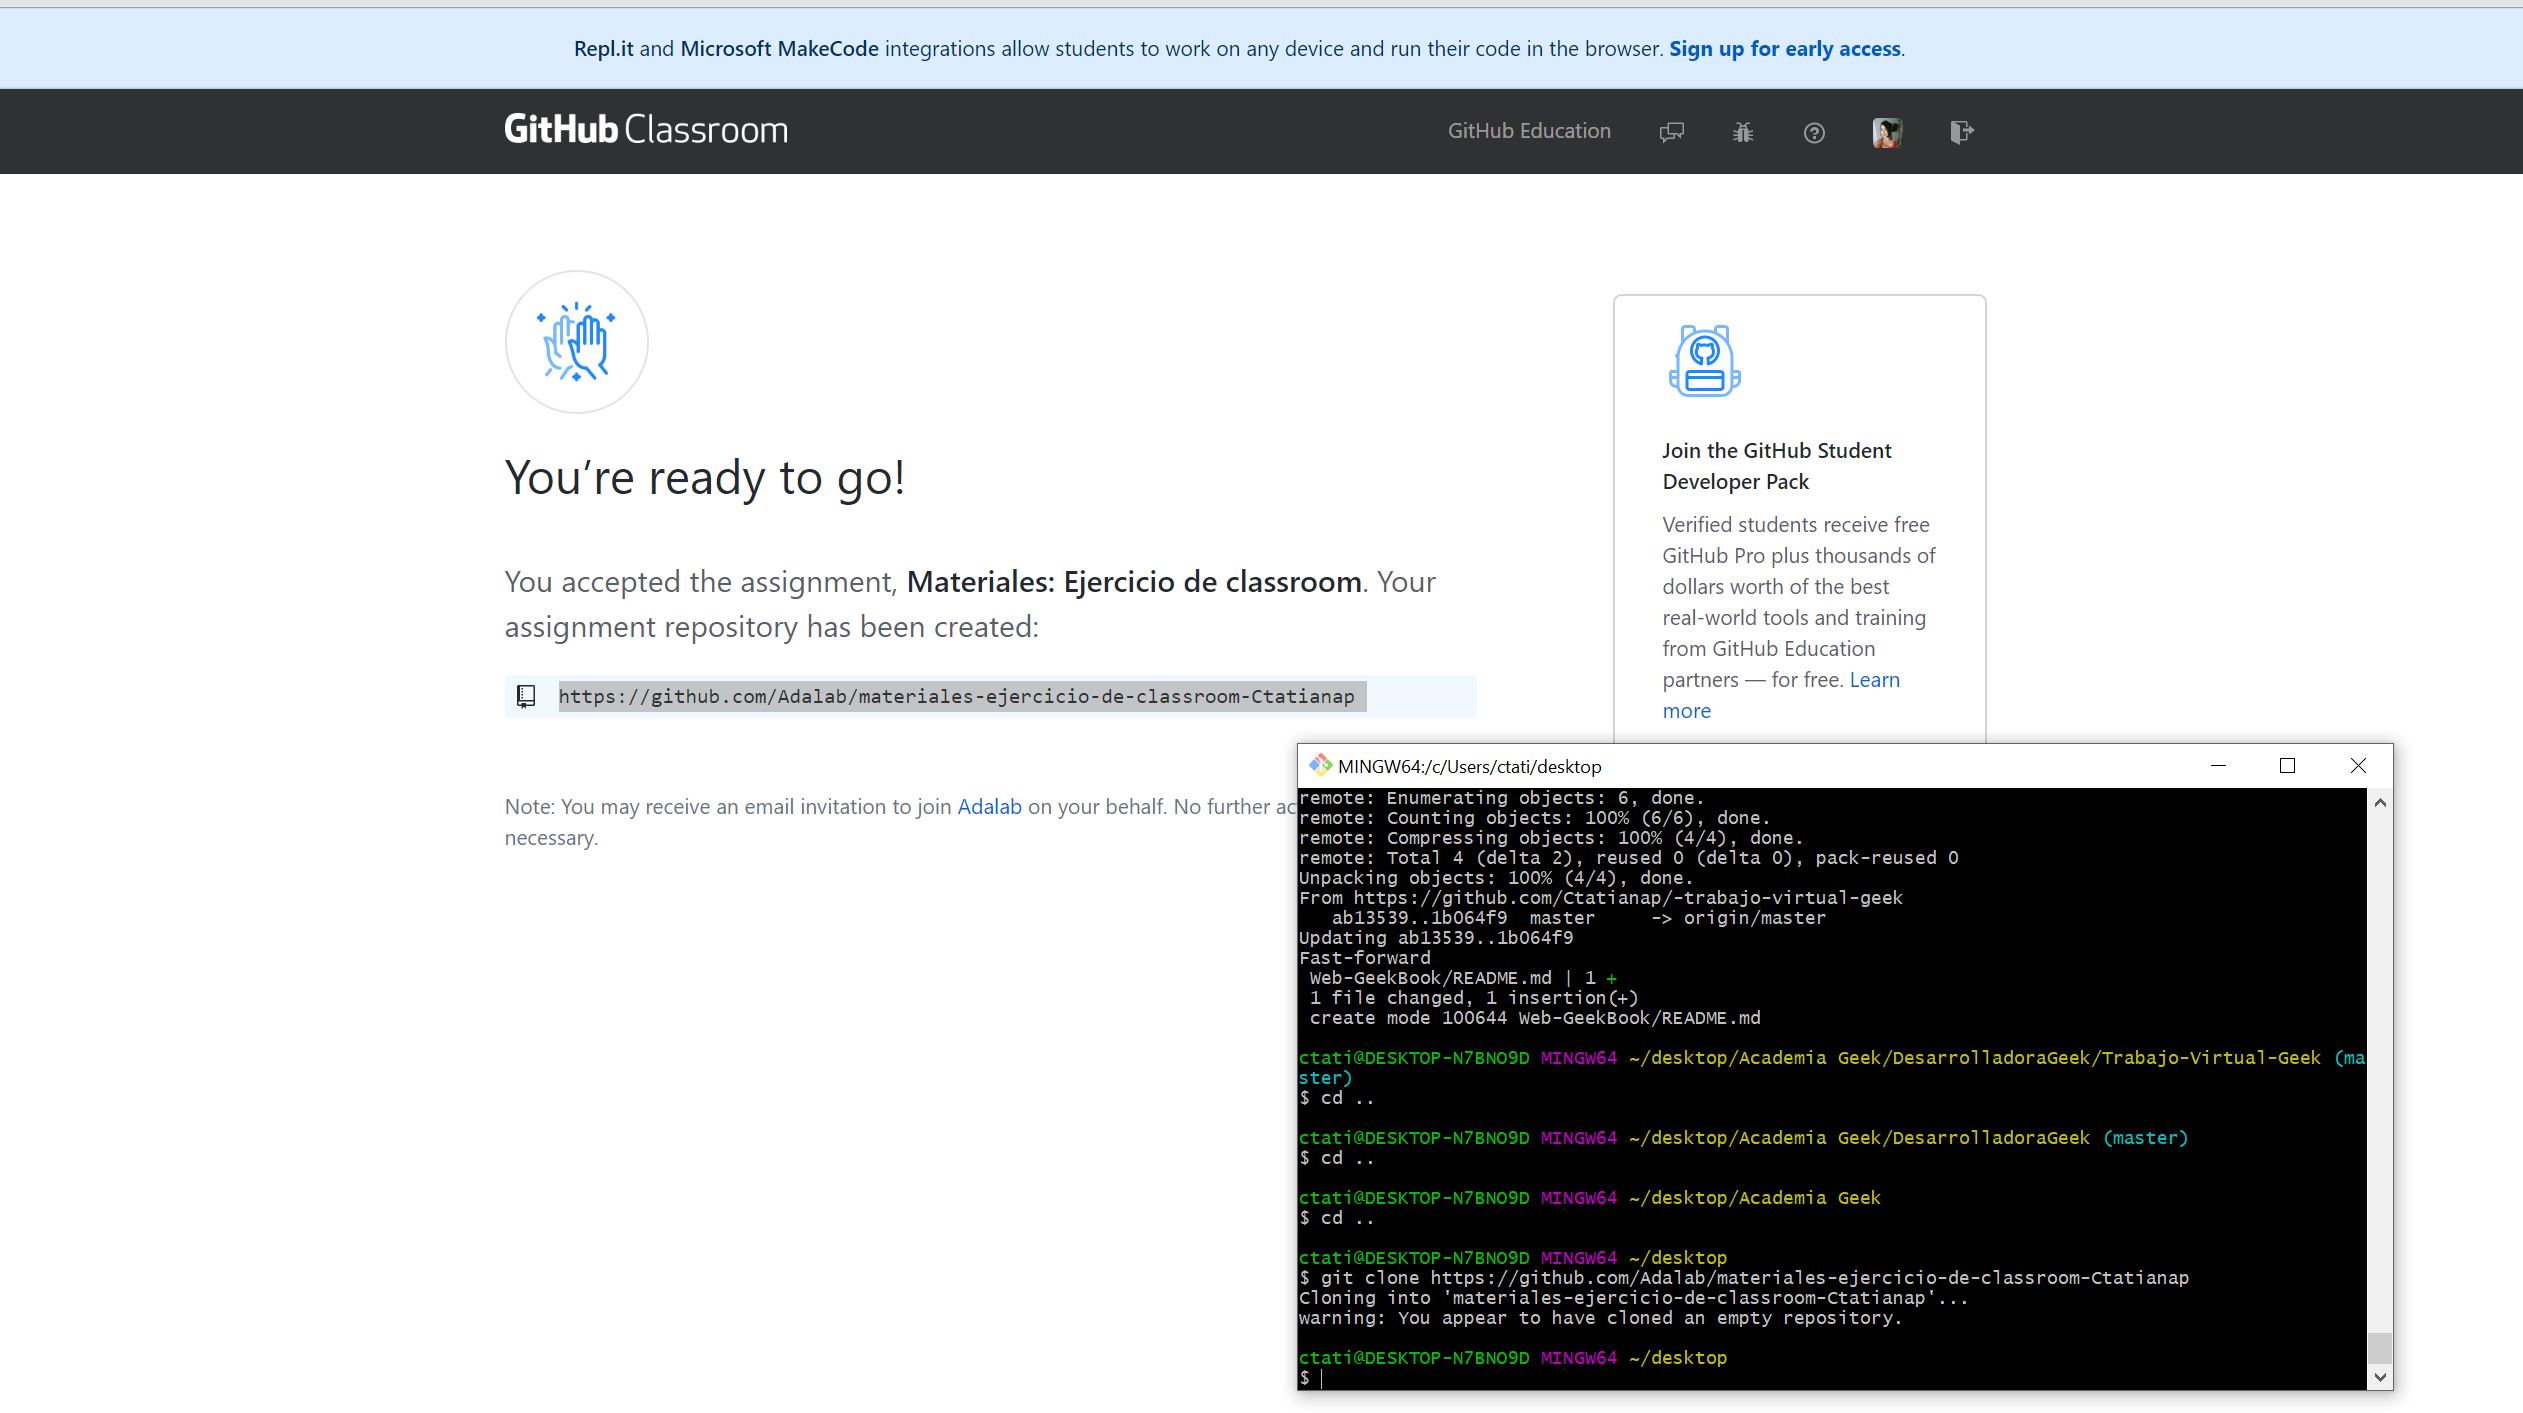 Repl.it and Microsoft MakeCode integrations allow students to work on any device and run their code in the browser. Sign up for early access.
GitHub Classroom
GitHub Education
You’re ready to go!
You accepted the assignment, Materiales: Ejercicio de classroom. Your
assignment repository has been created:
https://github.com/Adalab/materiales-ejercicio-de-classroom-Ctatianap
Note: You may receive an email invitation to join Adalab on your behalf. No further ac
necessary.
Join the GitHub Student
Developer Pack
Verified students receive free
GitHub Pro plus thousands of
dollars worth of the best
real-world tools and training
from GitHub Education
partners — for free. Learn
more
MINGW64:/c/Users/ctati/desktop
remote: Enumerating objects: 6, done.
remote: Counting objects: 100% (6/6), done.
remote: Compressing objects: 100% (4/4), done.
remote: Total 4 (delta 2), reused 0 (delta 0), pack-reused 0
Unpacking objects: 100% (4/4), done.
From https://github.com/Ctatianap/-trabajo-virtual-geek
   ab13539..1b064f9  master     -> origin/master
Updating ab13539..1b064f9
Fast-forward
 Web-GeekBook/README.md | 1 +
 1 file changed, 1 insertion(+)
 create mode 100644 Web-GeekBook/README.md
ctati@DESKTOP-N7BNO9D MINGW64 ~/desktop/Academia Geek/DesarrolladoraGeek/Trabajo-Virtual-Geek (ma
ster)
$ cd ..
ctati@DESKTOP-N7BNO9D MINGW64 ~/desktop/Academia Geek/DesarrolladoraGeek (master)
$ cd ..
ctati@DESKTOP-N7BNO9D MINGW64 ~/desktop/Academia Geek
$ cd ..
ctati@DESKTOP-N7BNO9D MINGW64 ~/desktop
$ git clone https://github.com/Adalab/materiales-ejercicio-de-classroom-Ctatianap
Cloning into 'materiales-ejercicio-de-classroom-Ctatianap'...
warning: You appear to have cloned an empty repository.
ctati@DESKTOP-N7BNO9D MINGW64 ~/desktop
$